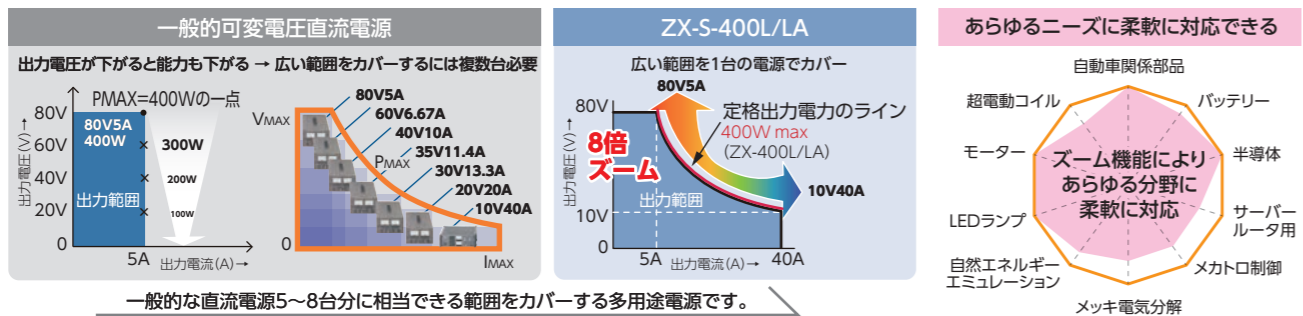 一般的可変電圧直流電源
出力電圧が下がると能力も下がる → 広い範囲をカバーするには複数台必要
出力電圧(V)→
80V
60V
40V
20V
0
PMAX=400Wの一点
80V5A
400W
300W
200W
100W
出力範囲
5A
出力電流(A)→
VMAX
PMAX
0
IMAX
80V5A
60V6.67A
40V10A
35V11.4A
30V13.3A
20V20A
10V40A
ZX-S-400L/LA
広い範囲を1台の電源でカバー
出力電圧(V)→
80V
10V
0
80V5A
8倍
ズーム
定格出力電力のライン
400W max
(ZX-400L/LA)
10V40A
出力範囲
5A
出力電流(A)→
40A
一般的な直流電源5〜8台分に相当できる範囲をカバーする多用途電源です。
あらゆるニーズに柔軟に対応できる
自動車関係部品
バッテリー
半導体
サーバー
ルータ用
メカトロ制御
メッキ電気分解
自然エネルギー
エミュレーション
LEDランプ
モーター
超電動コイル
ズーム機能により
あらゆる分野に
柔軟に対応